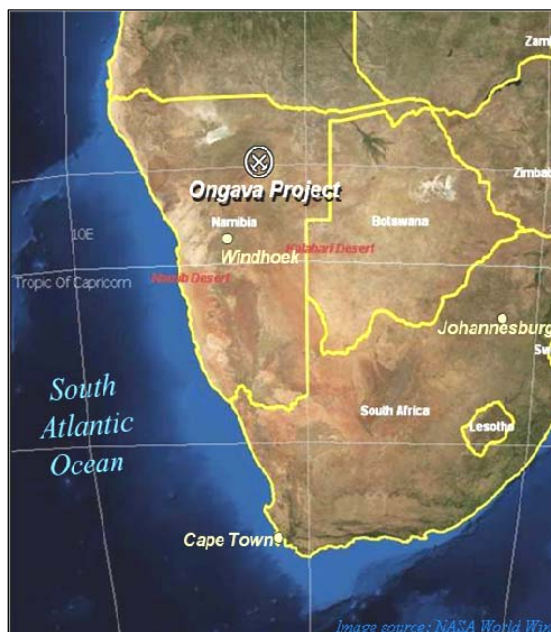 Zam
Ongava Project
Zimbab
Namibia
Botswana
10E
Windhoek
Kalahari Desert
Tropic Of Capricorn
Namib Desert
Johannesburg
Sw
South
Atlantic
Ocean
South Africa
Lesotho
Cape Town
Image source: NASA World Win